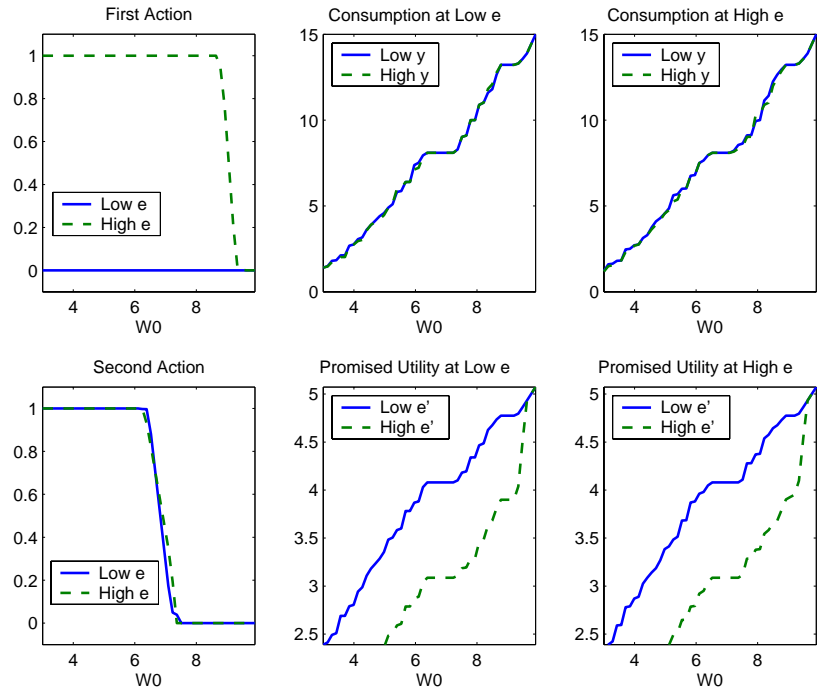 First Action
1
0.8
0.6
0.4
0.2
0
Low e
High e
4 6 8
W0
Consumption at Low e
15
10
5
0
Low y
High y
4 6 8
W0
Consumption at High e
15
10
5
0
Low y
High y
4 6 8
W0
Second Action
1
0.8
0.6
0.4
0.2
0
Low e
High e
4 6 8
W0
Promised Utility at Low e
5
4.5
4
3.5
3
2.5
Low e'
High e'
4 6 8
W0
Promised Utility at High e
5
4.5
4
3.5
3
2.5
Low e'
High e'
4 6 8
W0